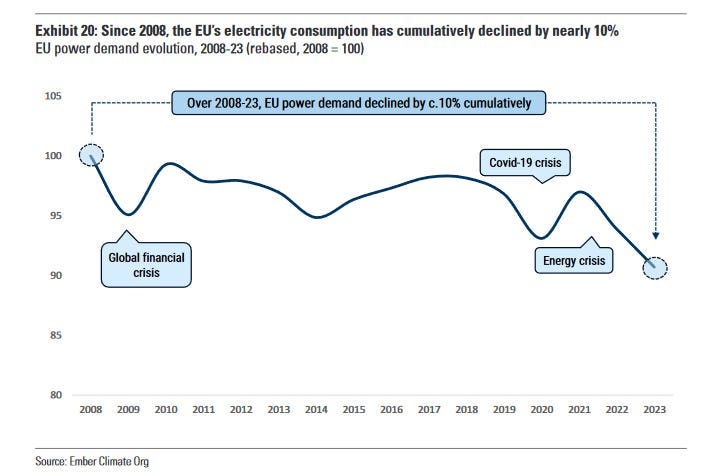 Exhibit 20: Since 2008, the EU's electricity consumption has cumulatively declined by nearly 10%
EU power demand evolution, 2008-23 (rebased, 2008 = 100)
105
Over 2008-23, EU power demand declined by c.10% cumulatively
100
Covid-19 crisis
95
Global financial
crisis
Energy crisis
90
85
80
2008 2009 2010 2011 2012 2013 2014 2015 2016 2017 2018 2019 2020 2021 2022 2023
Source: Ember Climate Org